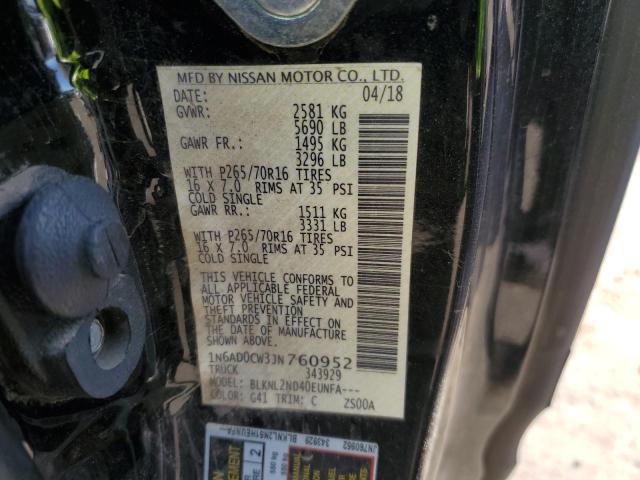 MFD BY NISSAN MOTOR CO., LTD.
DATE: 04/18
GVWR: 2581 KG
5690 LB
GAWR FR.: 1495 KG
3296 LB
WITH P265/70R16 TIRES
16 X 7.0 RIMS AT 35 PSI
COLD SINGLE
GAWR RR.: 1511 KG
3331 LB
WITH P265/70R16 TIRES
16 X 7.0 RIMS AT 35 PSI
COLD SINGLE
THIS VEHICLE CONFORMS TO
ALL APPLICABLE FEDERAL
MOTOR VEHICLE SAFETY AND
THEFT PREVENTION
STANDARDS IN EFFECT ON
THE DATE OF MANUFACTURE
SHOWN ABOVE.
1N6AD0CW3JN760952
TRUCK 343929
MODEL: BLKNL2ND40EUNFA---
COLOR: G41 TRIM: C ZS00A
JN760952 343929
2